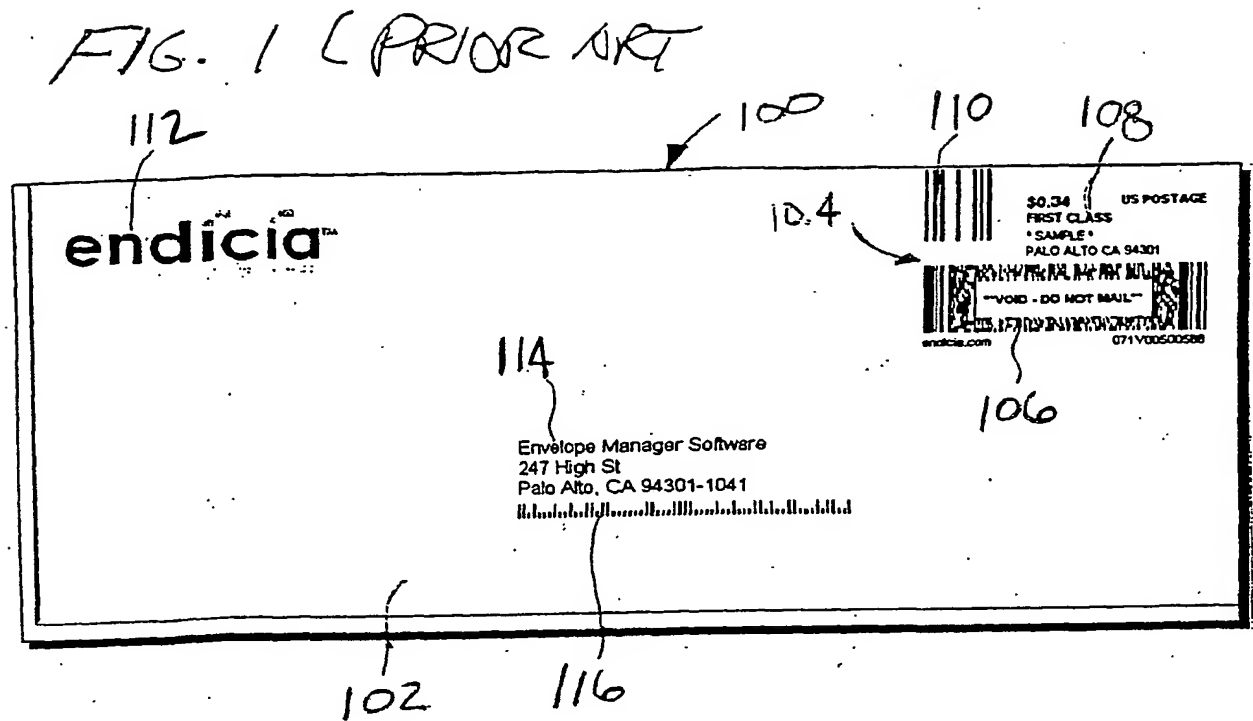 FIG. 1 ( PRIOR ART
112
100
110
108
endicia
10.4
$0.34 US POSTAGE
FIRST CLASS
* SAMPLE *
PALO ALTO CA 94301
**VOID - DO NOT MAIL**
endicia.com 071V00500588
106
114
Envelope Manager Software
247 High St
Palo Alto, CA 94301-1041
102
116